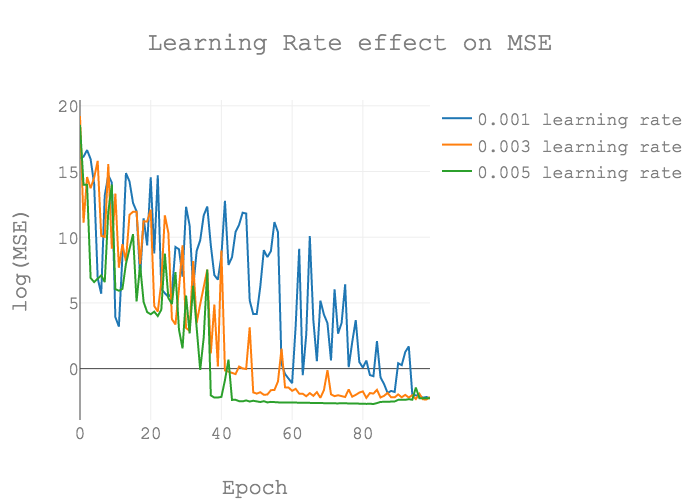 Learning Rate effect on MSE
0.001 learning rate
0.003 learning rate
0.005 learning rate
log(MSE)
20
15
10
5
0
0
20
40
60
80
Epoch